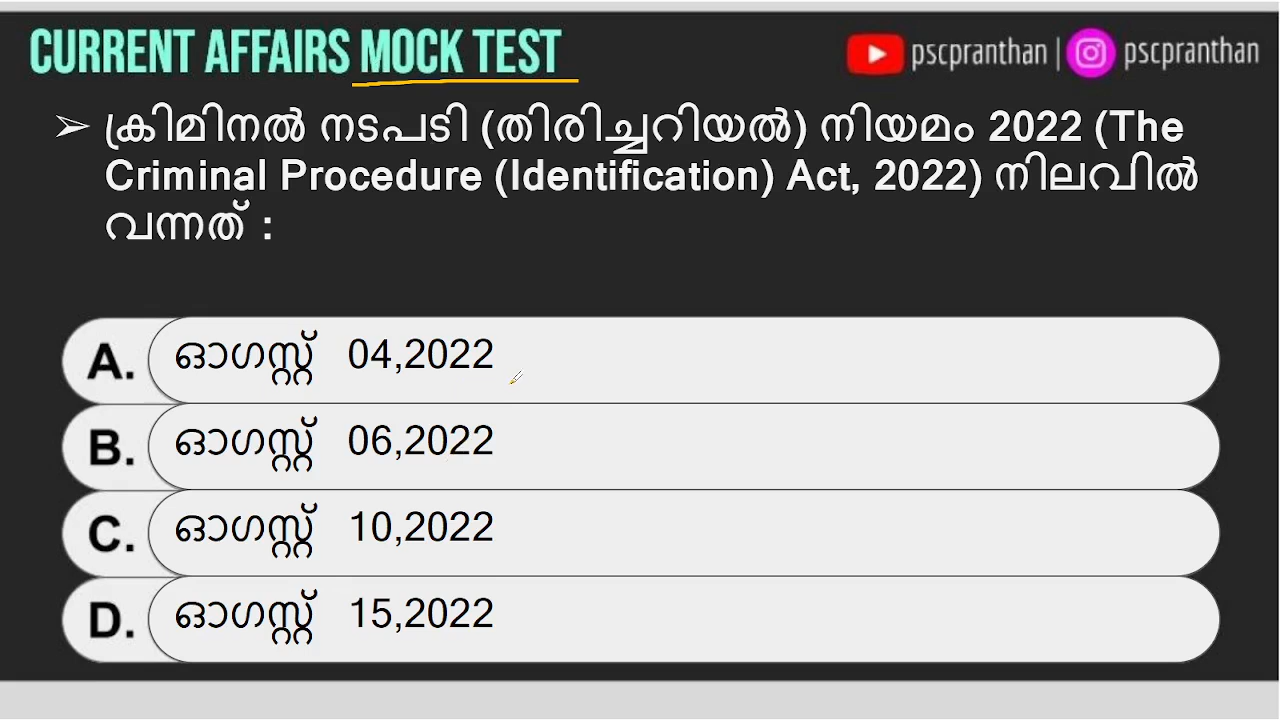 CURRENT AFFAIRS MOCK TEST
pscpranthan | pscpranthan
➢ ക്രിമിനൽ നടപടി (തിരിച്ചറിയൽ) നിയമം 2022 (The
Criminal Procedure (Identification) Act, 2022) നിലവിൽ
വന്നത് :
A. ഓഗസ്റ്റ് 04,2022
B. ഓഗസ്റ്റ് 06,2022
C. ഓഗസ്റ്റ് 10,2022
D. ഓഗസ്റ്റ് 15,2022